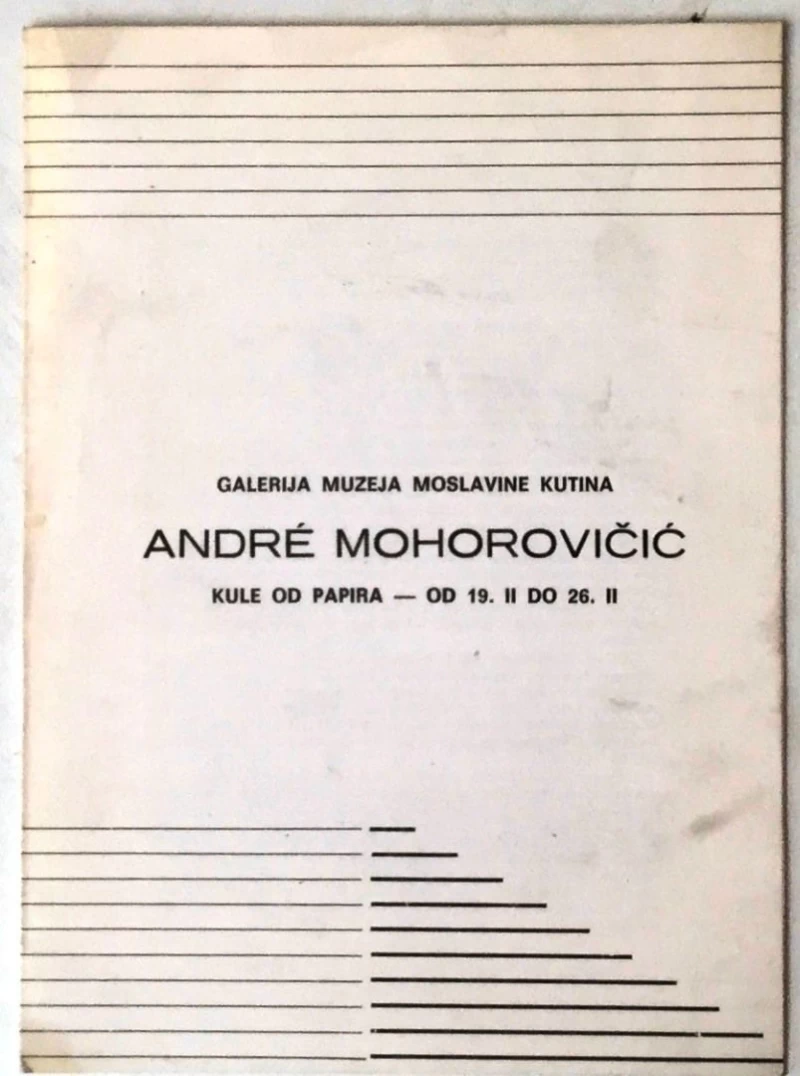 GALERIJA MUZEJA MOSLAVINE KUTINA
ANDRÉ MOHOROVIČIĆ
KULE OD PAPIRA — OD 19. II DO 26. II